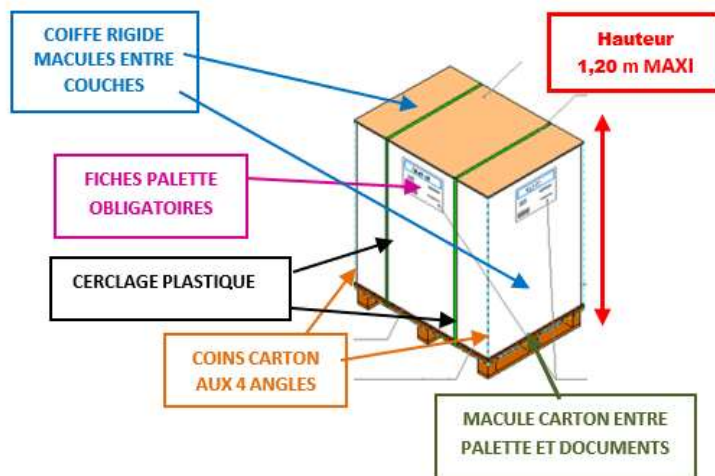 COIFFE RIGIDE
MACULES ENTRE
COUCHES
Hauteur
1,20 m MAXI
FICHES PALETTE
OBLIGATOIRES
CERCLAGE PLASTIQUE
COINS CARTON
AUX 4 ANGLES
MACULE CARTON ENTRE
PALETTE ET DOCUMENTS